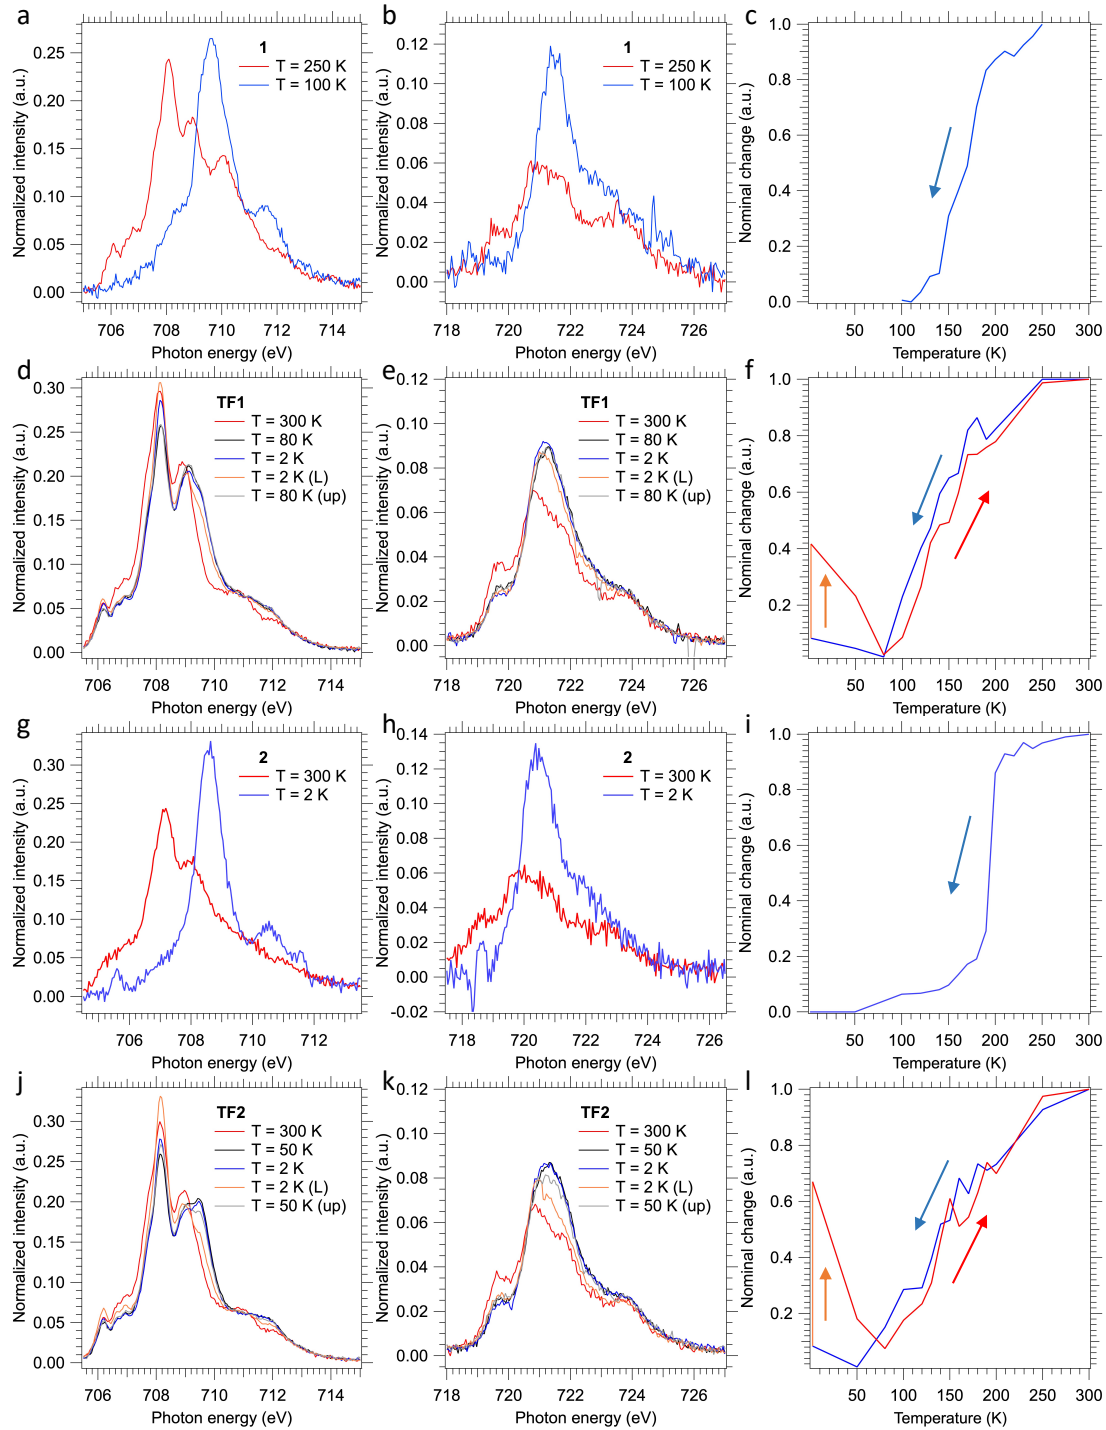 a
Normalized intensity (a.u.)
0.25
0.20
0.15
0.10
0.05
0.00
1
T = 250 K
T = 100 K
706 708 710 712 714
Photon energy (eV)
b
Normalized intensity (a.u.)
0.12
0.10
0.08
0.06
0.04
0.02
0.00
1
T = 250 K
T = 100 K
718 720 722 724 726
Photon energy (eV)
c
Nominal change (a.u.)
1.0
0.8
0.6
0.4
0.2
0.0
50 100 150 200 250 300
Temperature (K)
d
Normalized intensity (a.u.)
0.30
0.25
0.20
0.15
0.10
0.05
0.00
TF1
T = 300 K
T = 80 K
T = 2 K
T = 2 K (L)
T = 80 K (up)
706 708 710 712 714
Photon energy (eV)
e
Normalized intensity (a.u.)
0.12
0.10
0.08
0.06
0.04
0.02
0.00
TF1
T = 300 K
T = 80 K
T = 2 K
T = 2 K (L)
T = 80 K (up)
718 720 722 724 726
Photon energy (eV)
f
Nominal change (a.u.)
1.0
0.8
0.6
0.4
0.2
50 100 150 200 250 300
Temperature (K)
g
Normalized intensity (a.u.)
0.30
0.25
0.20
0.15
0.10
0.05
0.00
2
T = 300 K
T = 2 K
706 708 710 712
Photon energy (eV)
h
Normalized intensity (a.u.)
0.14
0.12
0.10
0.08
0.06
0.04
0.02
0.00
-0.02
2
T = 300 K
T = 2 K
718 720 722 724 726
Photon energy (eV)
i
Nominal change (a.u.)
1.0
0.8
0.6
0.4
0.2
0.0
50 100 150 200 250 300
Temperature (K)
j
Normalized intensity (a.u.)
0.30
0.25
0.20
0.15
0.10
0.05
0.00
TF2
T = 300 K
T = 50 K
T = 2 K
T = 2 K (L)
T = 50 K (up)
706 708 710 712 714
Photon energy (eV)
k
Normalized intensity (a.u.)
0.12
0.10
0.08
0.06
0.04
0.02
0.00
TF2
T = 300 K
T = 50 K
T = 2 K
T = 2 K (L)
T = 50 K (up)
718 720 722 724 726
Photon energy (eV)
l
Nominal change (a.u.)
1.0
0.8
0.6
0.4
0.2
50 100 150 200 250 300
Temperature (K)